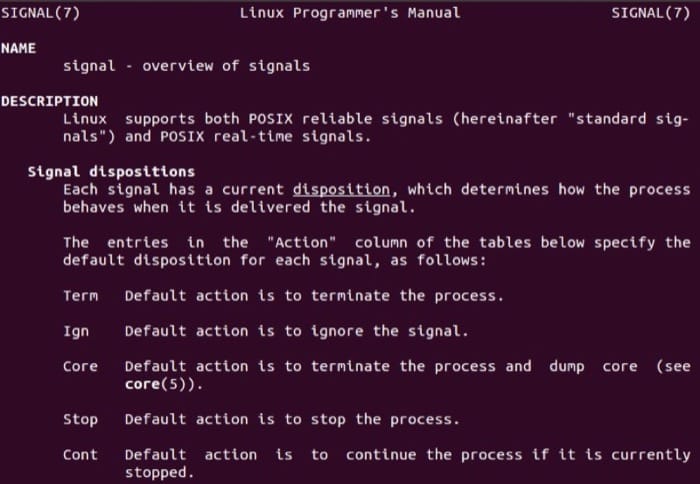 SIGNAL(7) Linux Programmer's Manual SIGNAL(7)
NAME
signal - overview of signals
DESCRIPTION
Linux supports both POSIX reliable signals (hereinafter "standard sig-
nals") and POSIX real-time signals.
Signal dispositions
Each signal has a current disposition, which determines how the process
behaves when it is delivered the signal.
The entries in the "Action" column of the tables below specify the
default disposition for each signal, as follows:
Term Default action is to terminate the process.
Ign Default action is to ignore the signal.
Core Default action is to terminate the process and dump core (see
core(5)).
Stop Default action is to stop the process.
Cont Default action is to continue the process if it is currently
stopped.